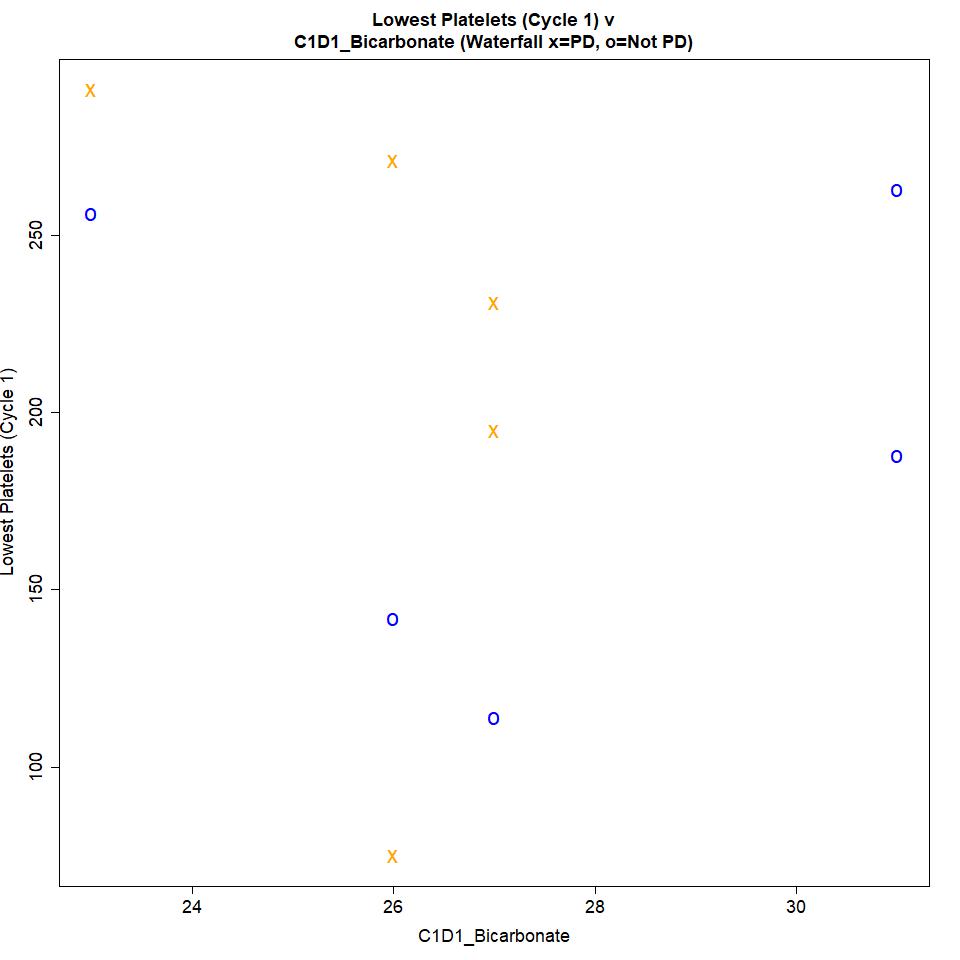 Lowest Platelets (Cycle 1) v
C1D1_Bicarbonate (Waterfall x=PD, o=Not PD)
Lowest Platelets (Cycle 1)
250
200
150
100
X
X
O
O
X
X
O
O
O
X
24 26 28 30
C1D1_Bicarbonate